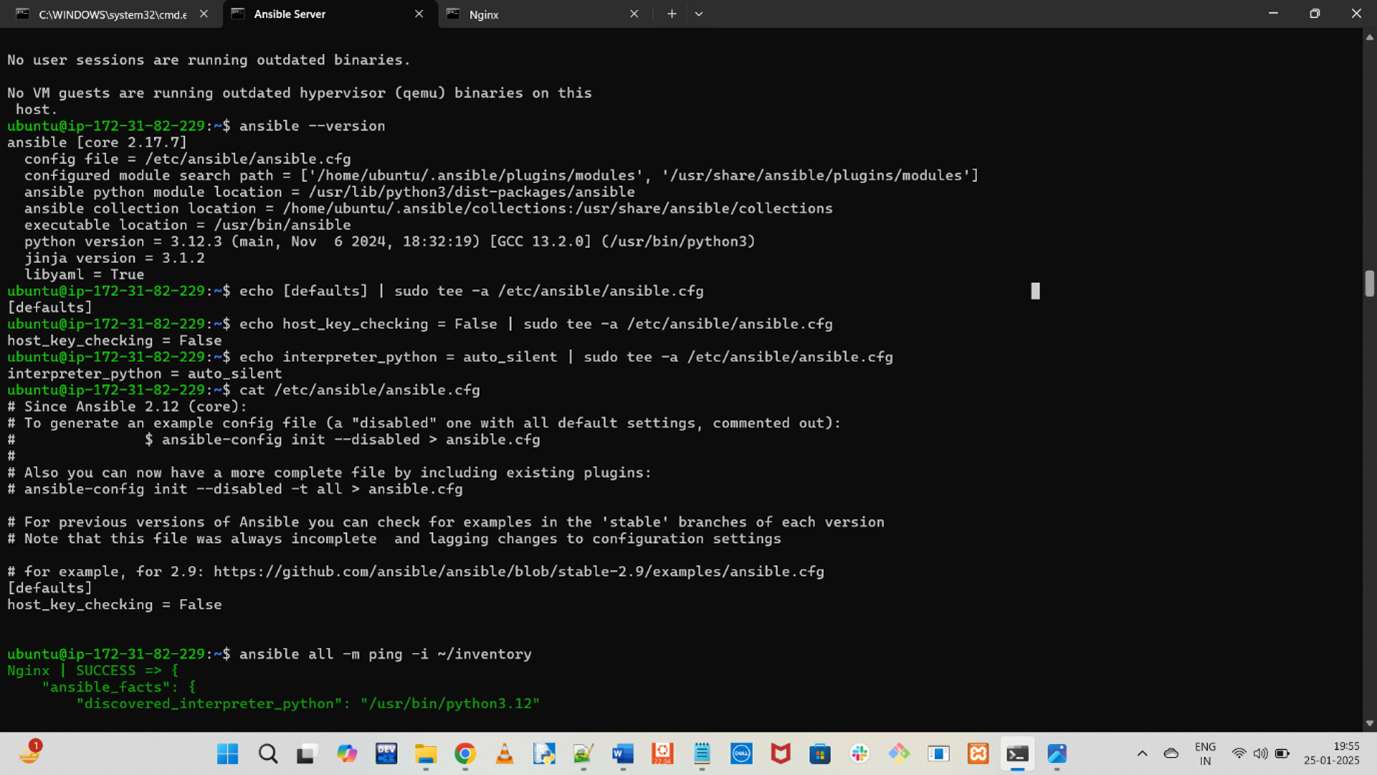 C:\WINDOWS\system32\cmd.e
Ansible Server
Nginx
No user sessions are running outdated binaries.
No VM guests are running outdated hypervisor (qemu) binaries on this
 host.
ubuntu@ip-172-31-82-229:~$ ansible --version
ansible [core 2.17.7]
  config file = /etc/ansible/ansible.cfg
  configured module search path = ['/home/ubuntu/.ansible/plugins/modules', '/usr/share/ansible/plugins/modules']
  ansible python module location = /usr/lib/python3/dist-packages/ansible
  ansible collection location = /home/ubuntu/.ansible/collections:/usr/share/ansible/collections
  executable location = /usr/bin/ansible
  python version = 3.12.3 (main, Nov  6 2024, 18:32:19) [GCC 13.2.0] (/usr/bin/python3)
  jinja version = 3.1.2
  libyaml = True
ubuntu@ip-172-31-82-229:~$ echo [defaults] | sudo tee -a /etc/ansible/ansible.cfg
[defaults]
ubuntu@ip-172-31-82-229:~$ echo host_key_checking = False | sudo tee -a /etc/ansible/ansible.cfg
host_key_checking = False
ubuntu@ip-172-31-82-229:~$ echo interpreter_python = auto_silent | sudo tee -a /etc/ansible/ansible.cfg
interpreter_python = auto_silent
ubuntu@ip-172-31-82-229:~$ cat /etc/ansible/ansible.cfg
# Since Ansible 2.12 (core):
# To generate an example config file (a "disabled" one with all default settings, commented out):
#               $ ansible-config init --disabled > ansible.cfg
#
# Also you can now have a more complete file by including existing plugins:
# ansible-config init --disabled -t all > ansible.cfg
# For previous versions of Ansible you can check for examples in the 'stable' branches of each version
# Note that this file was always incomplete  and lagging changes to configuration settings
# for example, for 2.9: https://github.com/ansible/ansible/blob/stable-2.9/examples/ansible.cfg
[defaults]
host_key_checking = False
ubuntu@ip-172-31-82-229:~$ ansible all -m ping -i ~/inventory
Nginx | SUCCESS => {
    "ansible_facts": {
        "discovered_interpreter_python": "/usr/bin/python3.12"
1
DEV
W
22.04
DELL
ENG
IN
19:55
25-01-2025